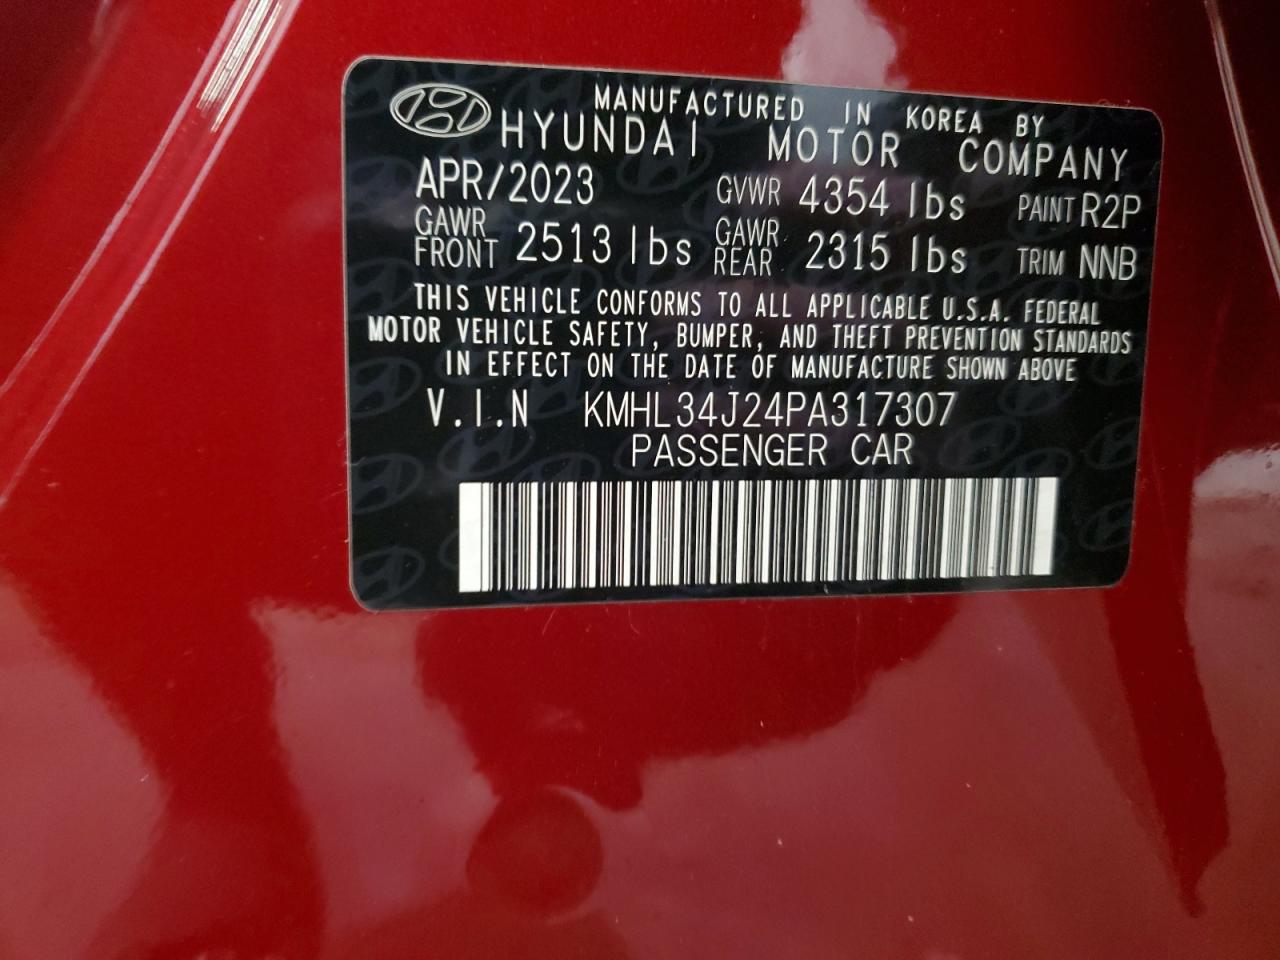 MANUFACTURED IN KOREA BY
HYUNDAI MOTOR COMPANY
APR/2023 GVWR 4354 lbs PAINT R2P
GAWR FRONT 2513 lbs GAWR REAR 2315 lbs TRIM NNB
THIS VEHICLE CONFORMS TO ALL APPLICABLE U.S.A. FEDERAL
MOTOR VEHICLE SAFETY, BUMPER, AND THEFT PREVENTION STANDARDS
IN EFFECT ON THE DATE OF MANUFACTURE SHOWN ABOVE
V.I.N KMHL34J24PA317307
PASSENGER CAR